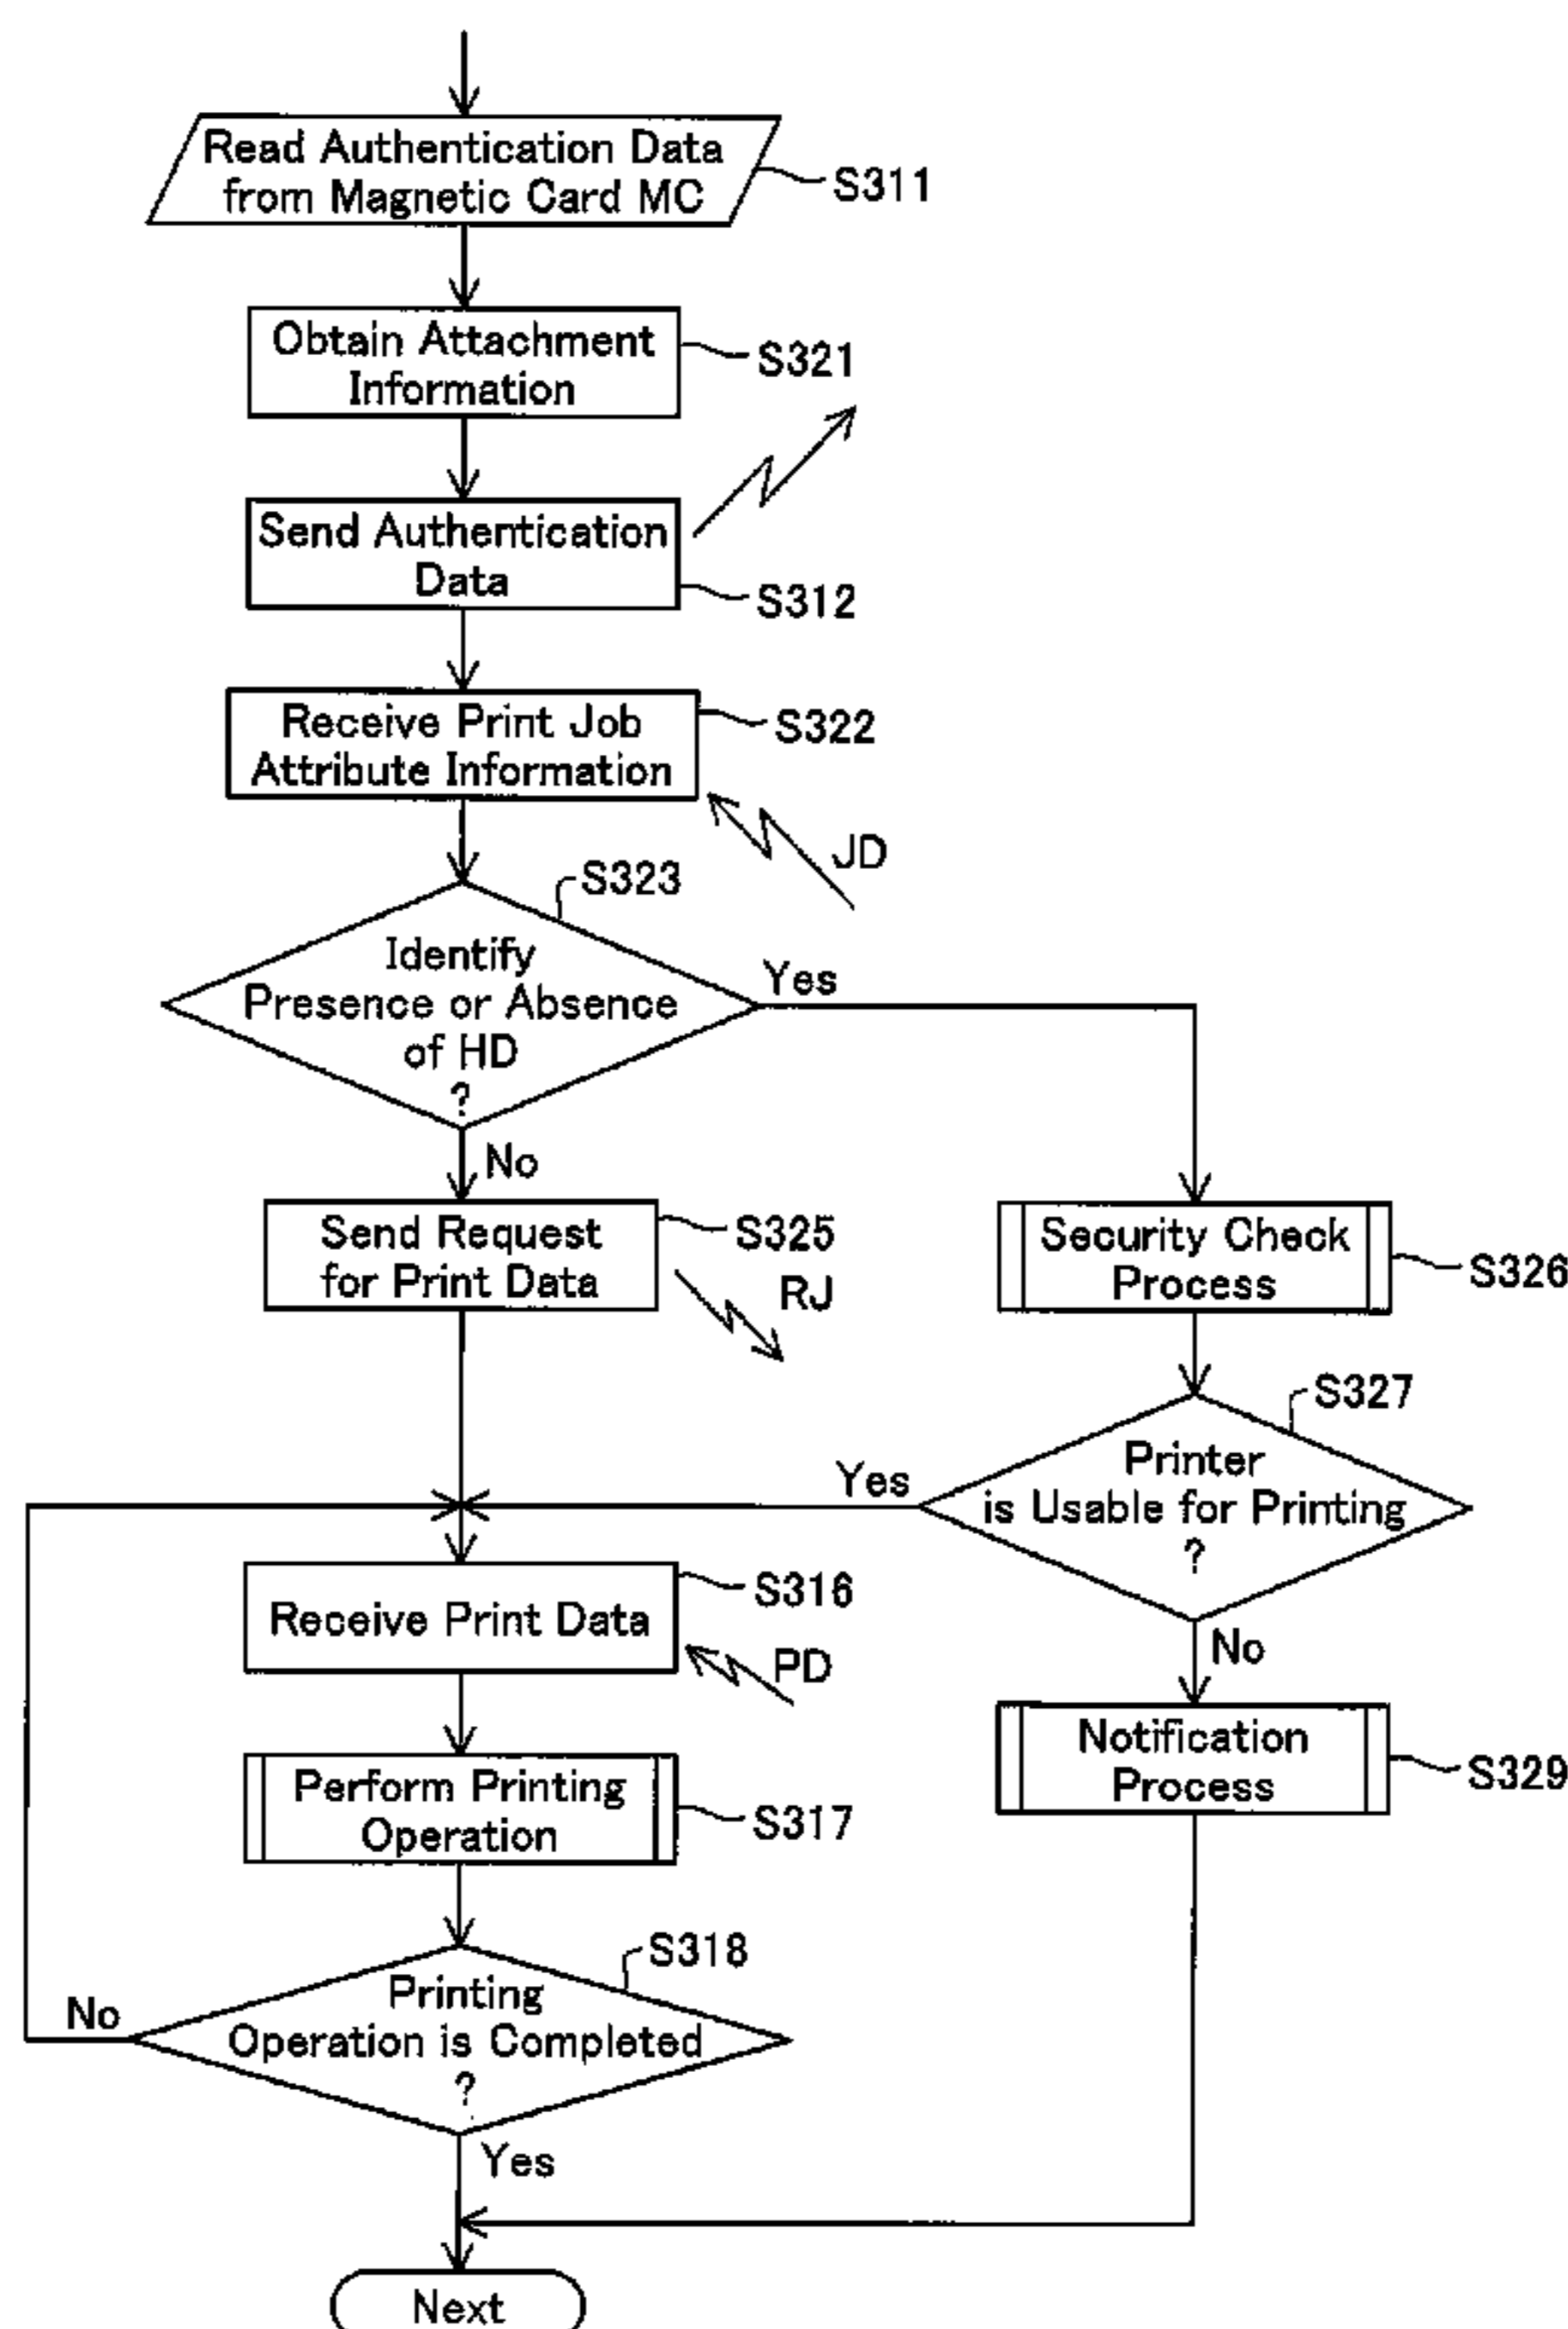 Read Authentication Data
from Magnetic Card MC
S311
Obtain Attachment
Information
S321
Send Authentication
Data
S312
Receive Print Job
Attribute Information
S322
JD
S323
Identify
Presence or Absence
of HD
?
Yes
No
Send Request
for Print Data
S325
RJ
Security Check
Process
S326
S327
Printer
is Usable for Printing
?
Yes
No
Receive Print Data
S316
PD
Notification
Process
S329
Perform Printing
Operation
S317
S318
Printing
Operation is Completed
?
No
Yes
Next